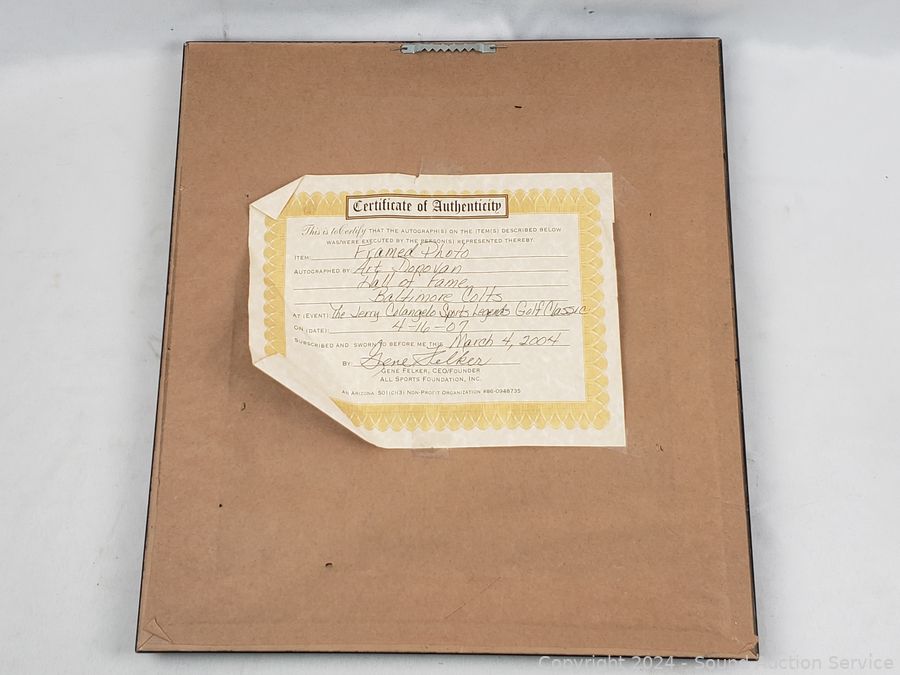 Certificate of Authenticity
This is to Certify THAT THE AUTOGRAPH(S) ON THE ITEM(S) DESCRIBED BELOW
WAS/WERE EXECUTED BY THE PERSON(S) REPRESENTED THEREBY.
ITEM: Framed Photo
AUTOGRAPHED BY: Art Donovan
Hall of Famer
Baltimore Colts
AT (EVENT): The Jerry Colangelo Sports Legends Golf Classic
ON (DATE): 4-16-07
SUBSCRIBED AND SWORN TO BEFORE ME THIS March 4, 2004
BY: Gene Felker
GENE FELKER, CEO/FOUNDER
ALL SPORTS FOUNDATION, INC.
AN ARIZONA 501(C)(3) NON-PROFIT ORGANIZATION #86-0948735
Copyright 2024 - Sound Auction Service